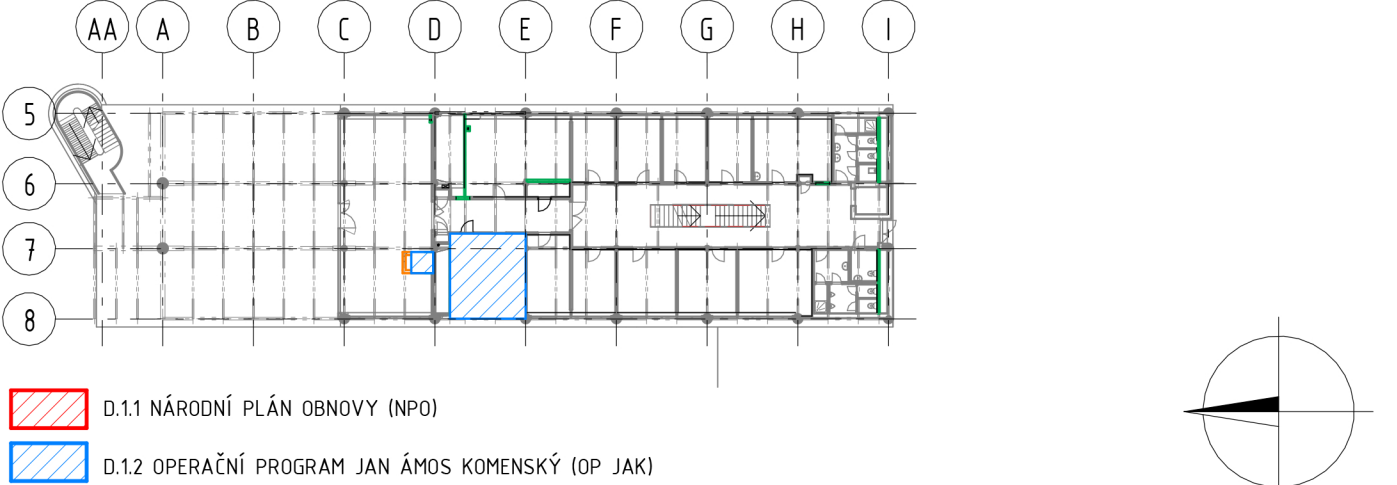 AA A B C D E F G H I
5
6
7
8
D.1.1 NÁRODNÍ PLÁN OBNOVY (NPO)
D.1.2 OPERAČNÍ PROGRAM JAN ÁMOS KOMENSKÝ (OP JAK)